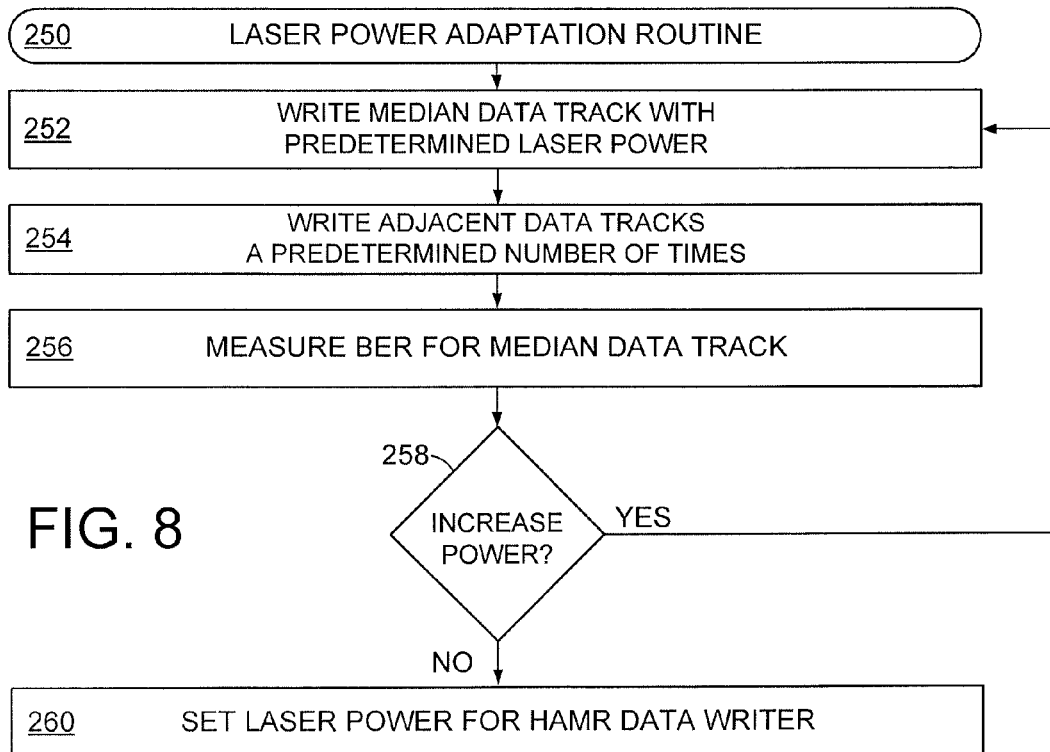 250 LASER POWER ADAPTATION ROUTINE
252 WRITE MEDIAN DATA TRACK WITH
PREDETERMINED LASER POWER
254 WRITE ADJACENT DATA TRACKS
A PREDETERMINED NUMBER OF TIMES
256 MEASURE BER FOR MEDIAN DATA TRACK
258
INCREASE
POWER?
YES
FIG. 8
NO
260 SET LASER POWER FOR HAMR DATA WRITER